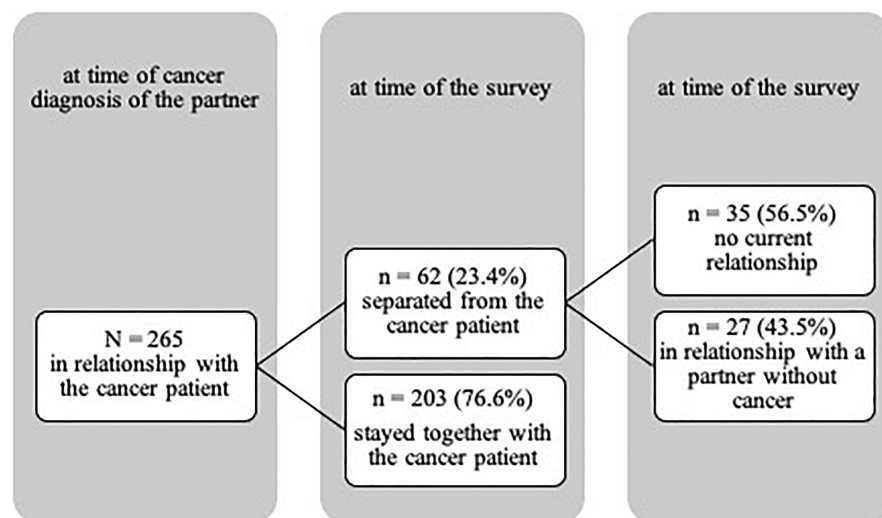 at time of cancer
diagnosis of the partner
N = 265
in relationship with
the cancer patient
at time of the survey
n = 62 (23.4%)
separated from the
cancer patient
n = 203 (76.6%)
stayed together with
the cancer patient
at time of the survey
n = 35 (56.5%)
no current
relationship
n = 27 (43.5%)
in relationship with a
partner without
cancer